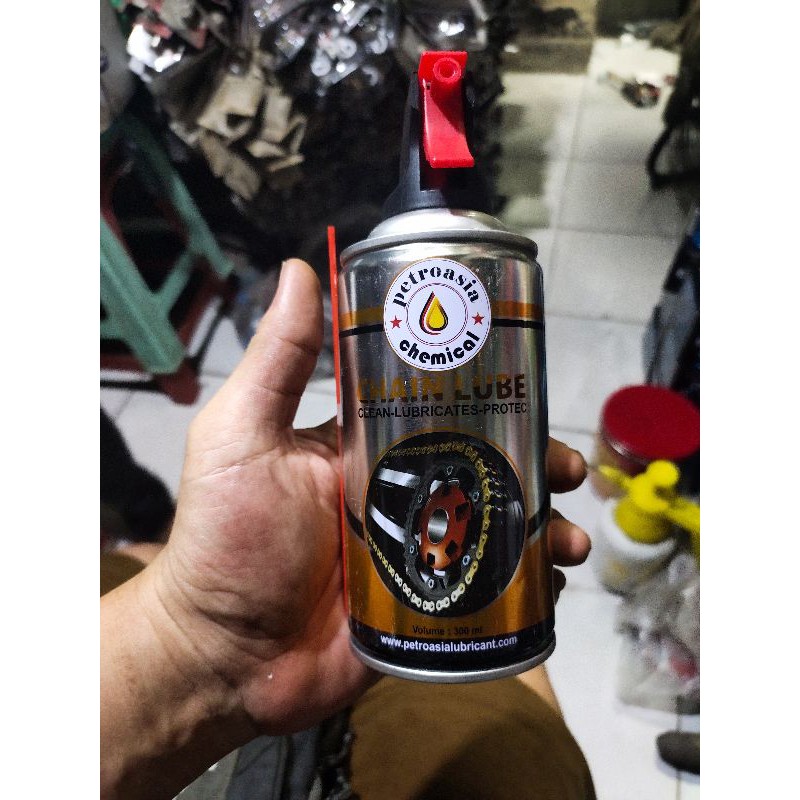 petroasia
chemical
CHAIN LUBE
CLEAN-LUBRICATES-PROTEC
Volume : 300 ml
www.petroasialubricant.com